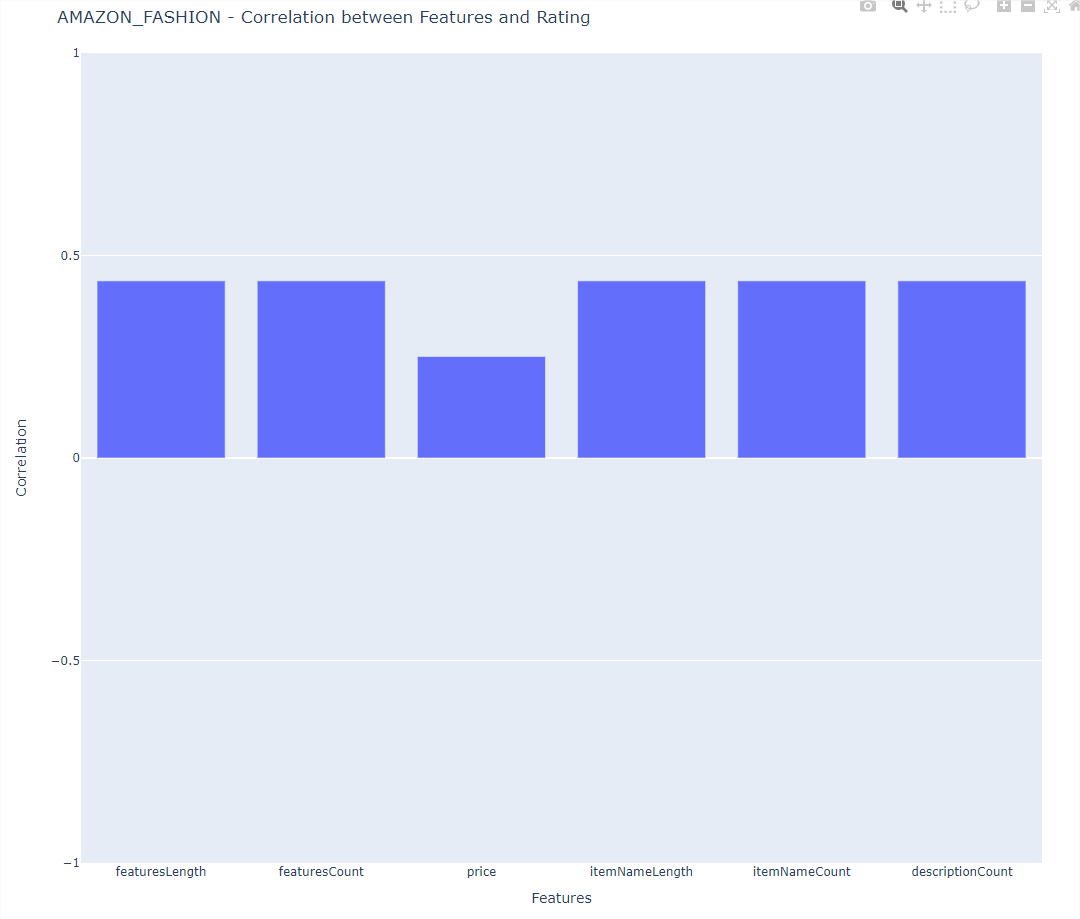 AMAZON_FASHION - Correlation between Features and Rating
1
0.5
0
−0.5
−1
Correlation
featuresLength featuresCount price itemNameLength itemNameCount descriptionCount
Features